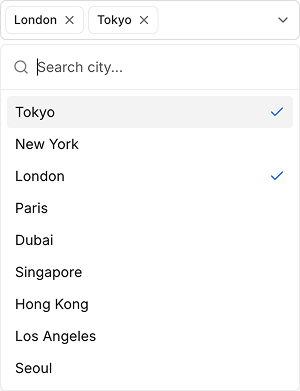 London Tokyo
Search city...
Tokyo
New York
London
Paris
Dubai
Singapore
Hong Kong
Los Angeles
Seoul